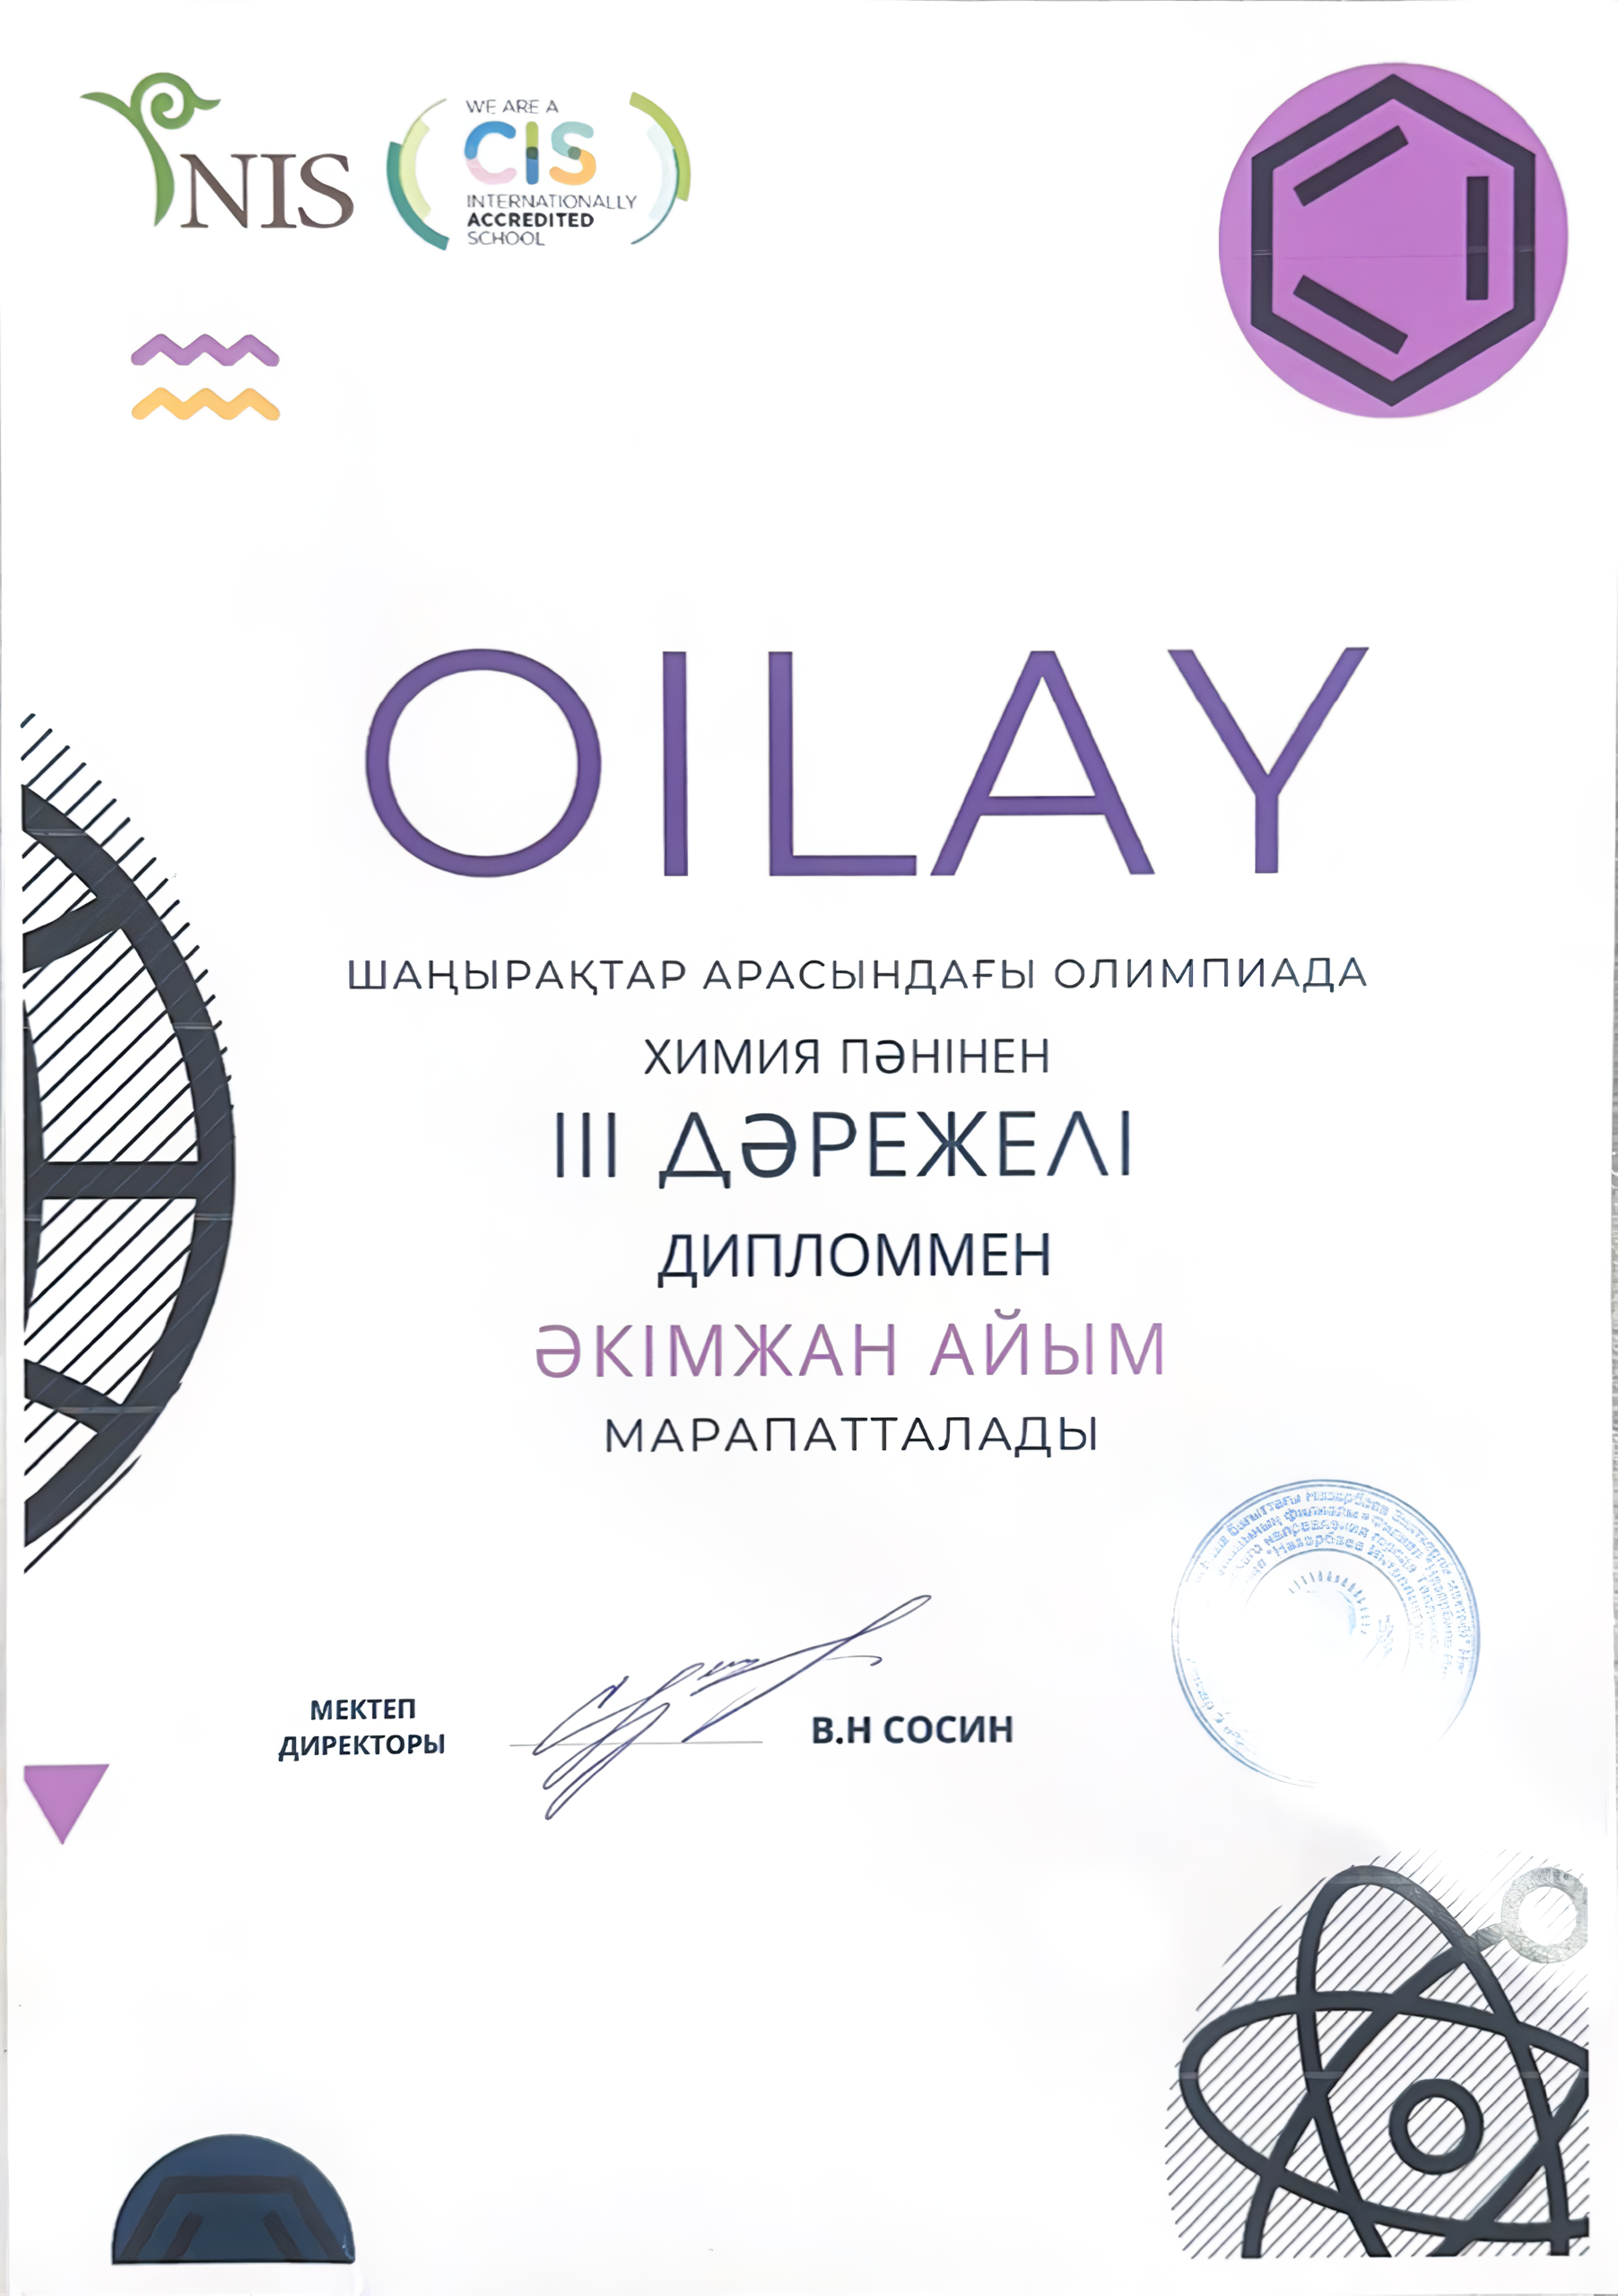 NIS
WE ARE A
CIS
INTERNATIONALLY
ACCREDITED
SCHOOL
OILAY
ШАҢЫРАҚТАР АРАСЫНДАҒЫ ОЛИМПИАДА
ХИМИЯ ПӘНІНЕН
III ДӘРЕЖЕЛІ
ДИПЛОММЕН
ӘКІМЖАН АЙЫМ
МАРАПАТТАЛАДЫ
МЕКТЕП
ДИРЕКТОРЫ
В.Н СОСИН